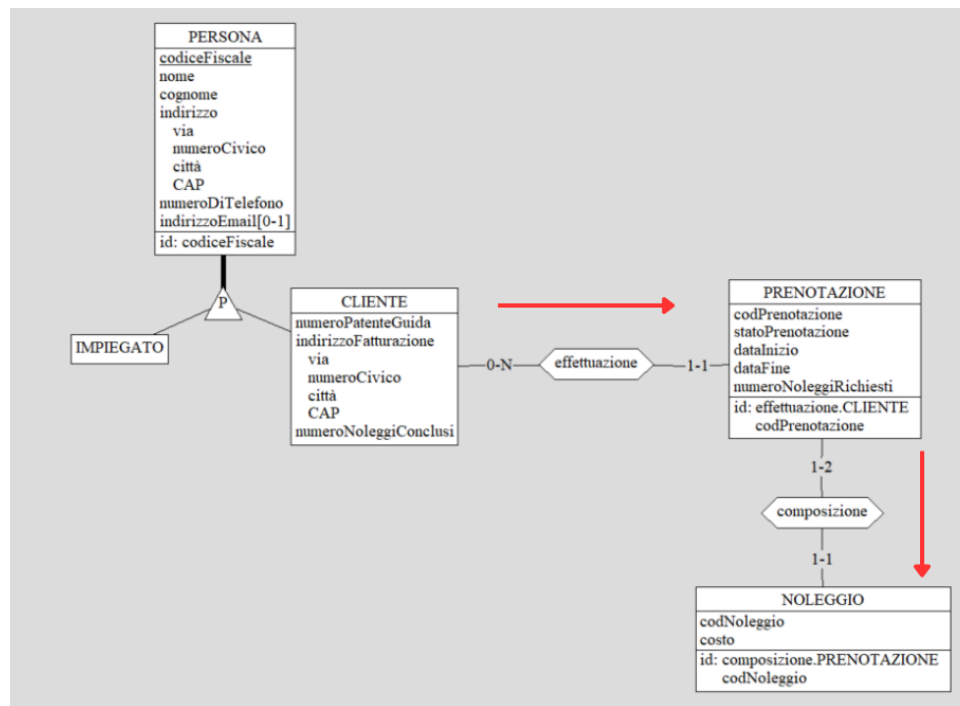 PERSONA
codiceFiscale
nome
cognome
indirizzo
via
numeroCivico
città
CAP
numeroDiTelefono
indirizzoEmail[0-1]
id: codiceFiscale
P
IMPIEGATO
CLIENTE
numeroPatenteGuida
indirizzoFatturazione
via
numeroCivico
città
CAP
numeroNoleggiConclusi
0-N
effettuazione
1-1
PRENOTAZIONE
codPrenotazione
statoPrenotazione
dataInizio
dataFine
numeroNoleggiRichiesti
id: effettuazione.CLIENTE
codPrenotazione
1-2
composizione
1-1
NOLEGGIO
codNoleggio
costo
id: composizione.PRENOTAZIONE
codNoleggio